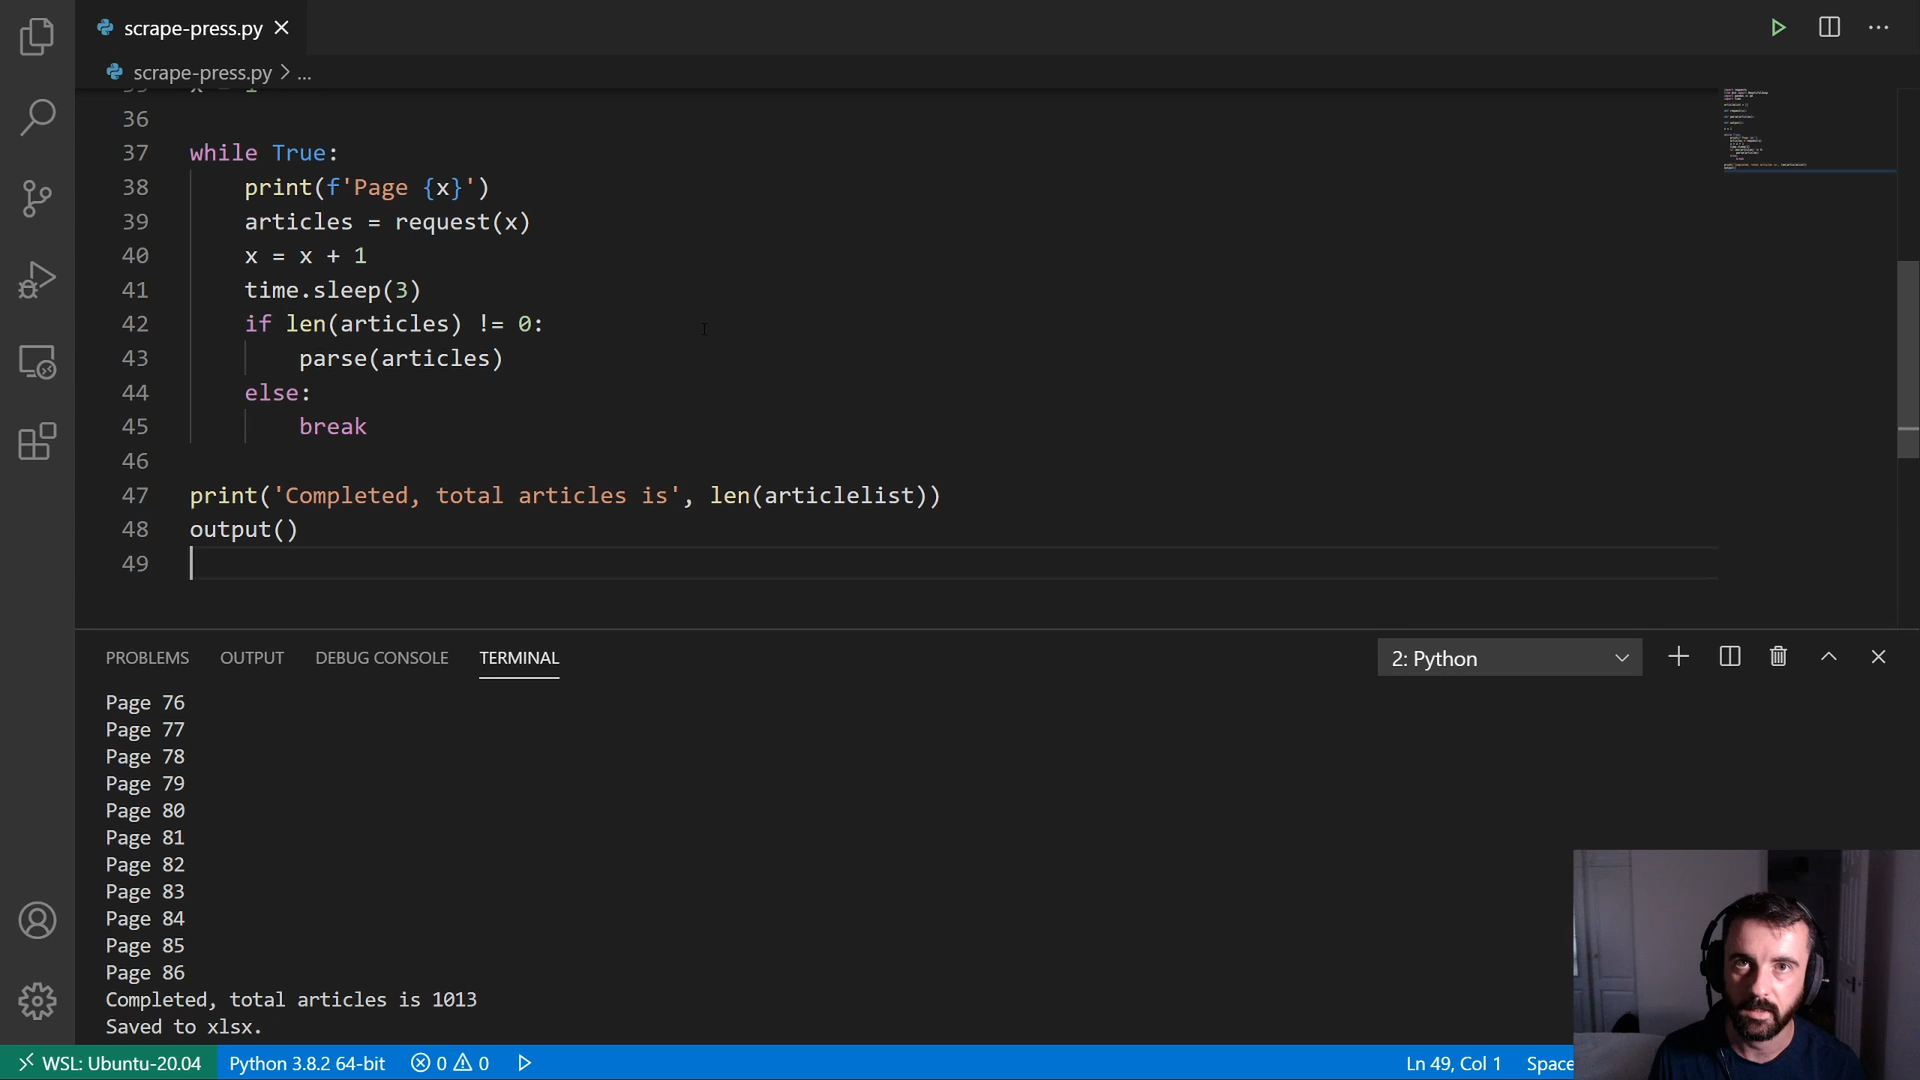 scrape-press.py
scrape-press.py > ...
35 x = 1
36
37 while True:
38 print(f'Page {x}')
39 articles = request(x)
40 x = x + 1
41 time.sleep(3)
42 if len(articles) != 0:
43 parse(articles)
44 else:
45 break
46
47 print('Completed, total articles is', len(articlelist))
48 output()
49
PROBLEMS OUTPUT DEBUG CONSOLE TERMINAL 2: Python
Page 76
Page 77
Page 78
Page 79
Page 80
Page 81
Page 82
Page 83
Page 84
Page 85
Page 86
Completed, total articles is 1013
Saved to xlsx.
WSL: Ubuntu-20.04 Python 3.8.2 64-bit 0 0 Ln 49, Col 1 Space